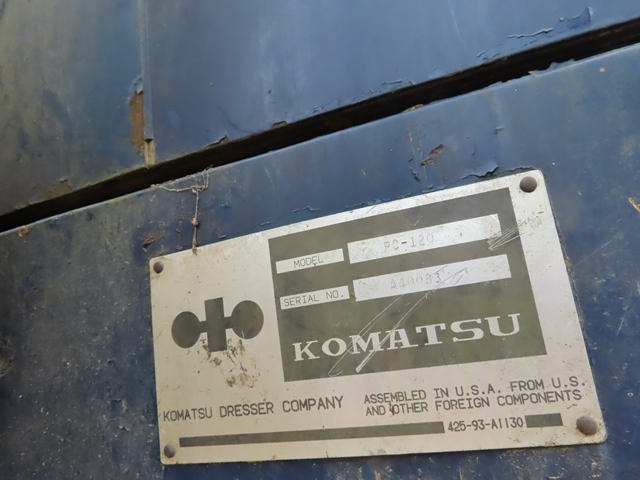 MODEL PC-120
SERIAL NO.
KOMATSU
KOMATSU DRESSER COMPANY
ASSEMBLED IN U.S.A. FROM U.S.
AND OTHER FOREIGN COMPONENTS
425-93-A1130